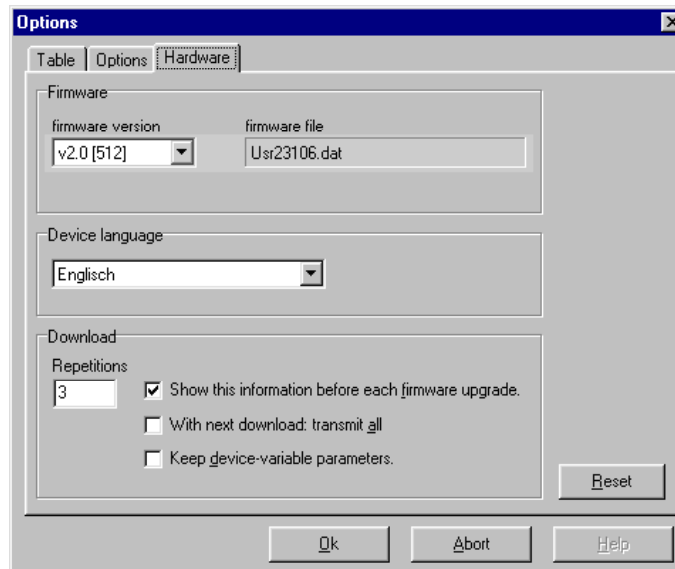 Options
Table Options Hardware
Firmware
firmware version firmware file
v2.0 [512] Usr23106.dat
Device language
Englisch
Download
Repetitions
3 Show this information before each firmware upgrade.
With next download: transmit all
Keep device-variable parameters.
Reset
Ok Abort Help